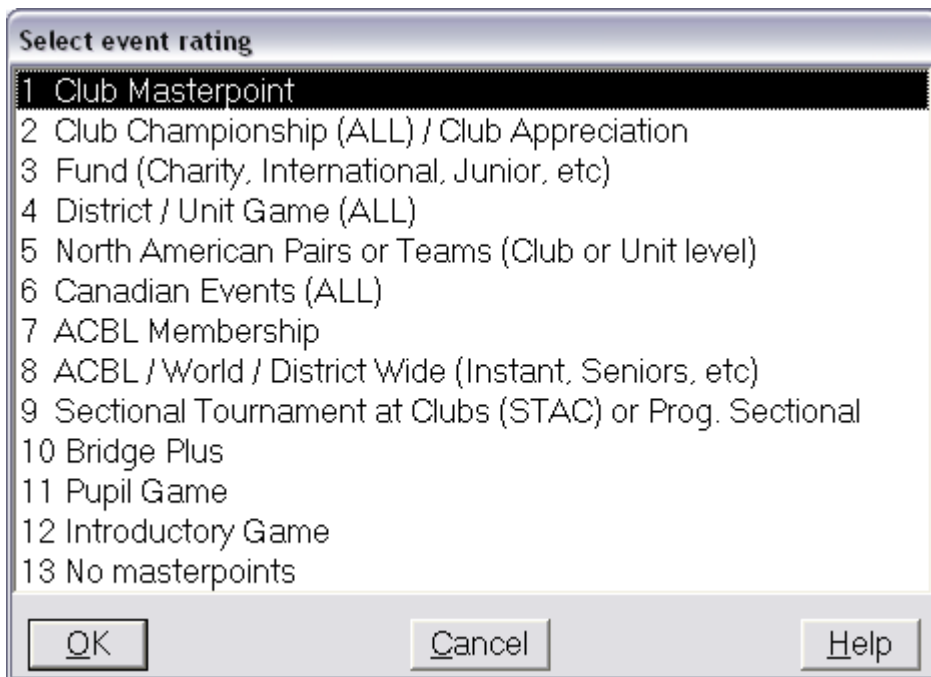 Select event rating
1 Club Masterpoint
2 Club Championship (ALL) / Club Appreciation
3 Fund (Charity, International, Junior, etc)
4 District / Unit Game (ALL)
5 North American Pairs or Teams (Club or Unit level)
6 Canadian Events (ALL)
7 ACBL Membership
8 ACBL / World / District Wide (Instant, Seniors, etc)
9 Sectional Tournament at Clubs (STAC) or Prog. Sectional
10 Bridge Plus
11 Pupil Game
12 Introductory Game
13 No masterpoints
OK Cancel Help